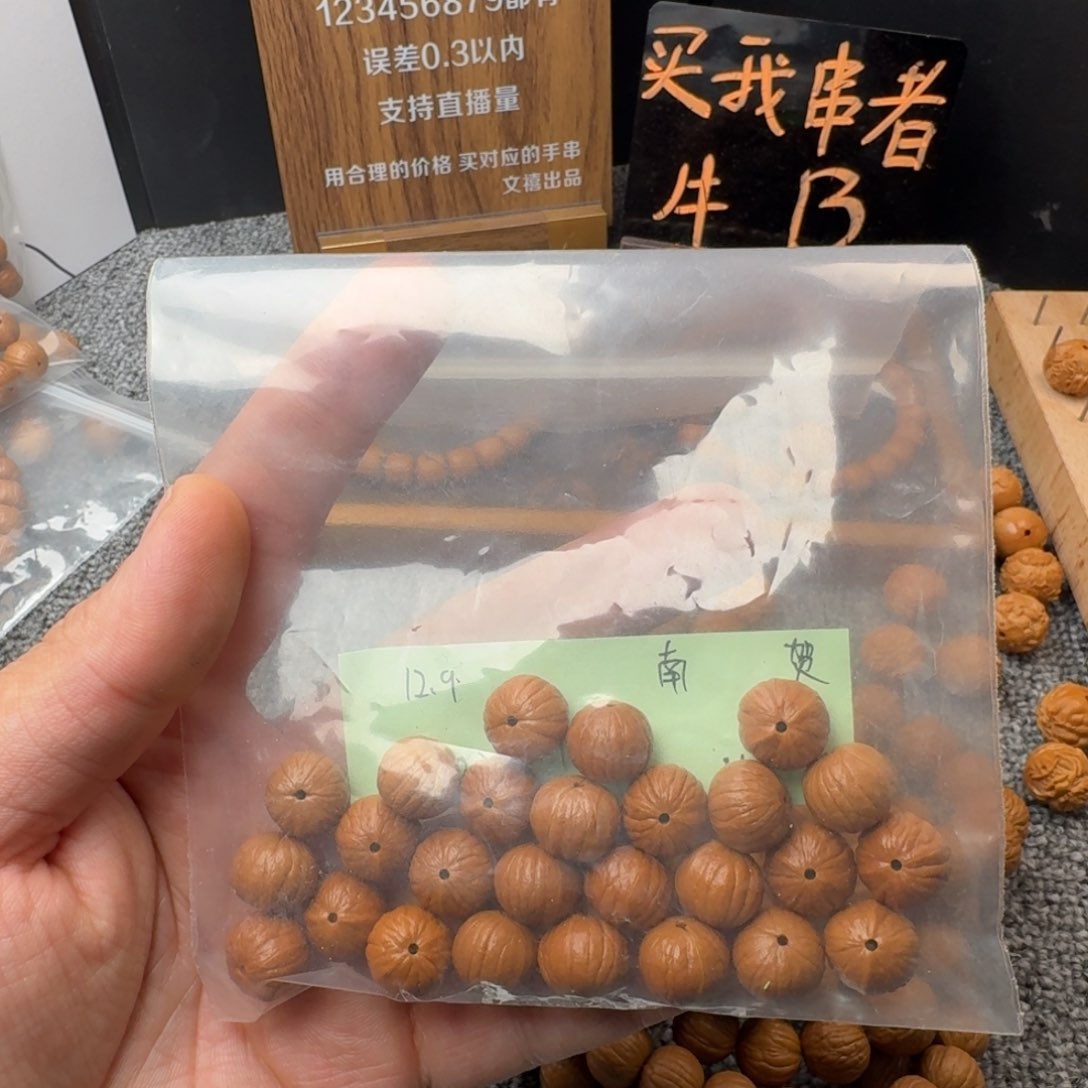 123456879都有
误差0.3以内
支持直播量
用合理的价格 买对应的手串
文禧出品
买我串者
牛B
12.9. 南